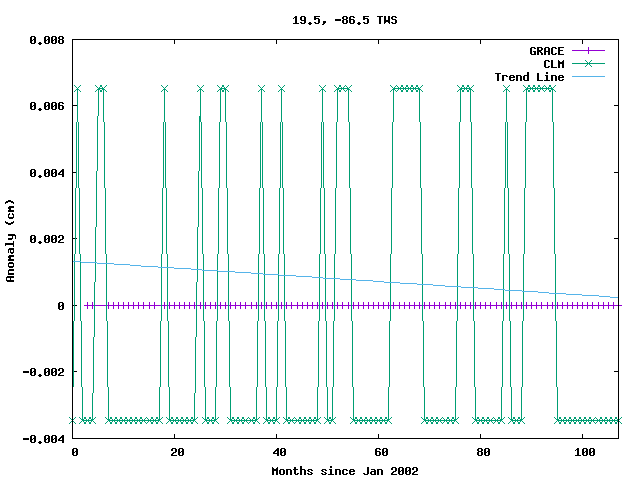 19.5, -86.5 TWS
GRACE
CLM
Trend Line
0.008
0.006
0.004
0.002
0
-0.002
-0.004
Anomaly (cm)
0 20 40 60 80 100
Months since Jan 2002